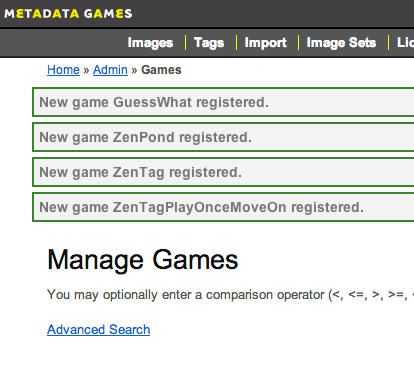 METADATA GAMES
Images | Tags | Import | Image Sets |
Home » Admin » Games
New game GuessWhat registered.
New game ZenPond registered.
New game ZenTag registered.
New game ZenTagPlayOnceMoveOn registered.
Manage Games
You may optionally enter a comparison operator (<, <=, >, >=,
Advanced Search